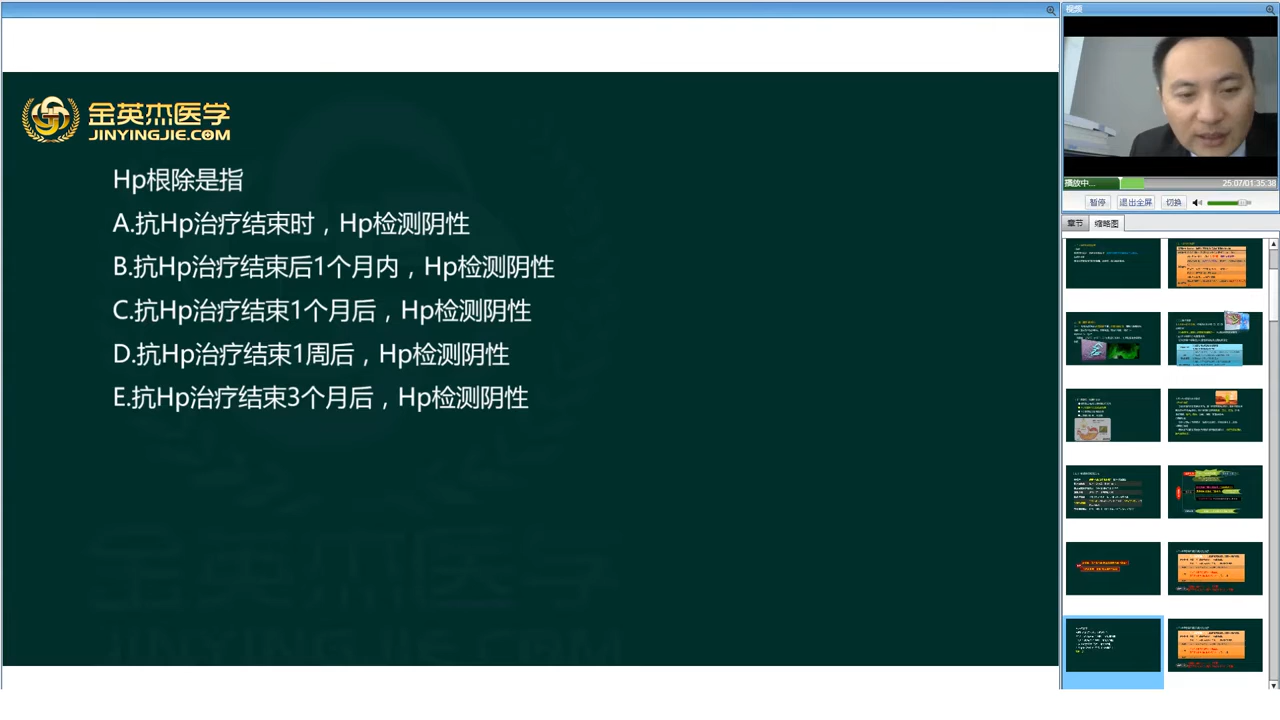 视频
金英杰医学
JINYINGJIE.COM
Hp根除是指
A.抗Hp治疗结束时，Hp检测阴性
B.抗Hp治疗结束后1个月内，Hp检测阴性
C.抗Hp治疗结束1个月后，Hp检测阴性
D.抗Hp治疗结束1周后，Hp检测阴性
E.抗Hp治疗结束3个月后，Hp检测阴性
播放中... 25:07/01:35:38
暂停 退出全屏 切换
章节 缩略图